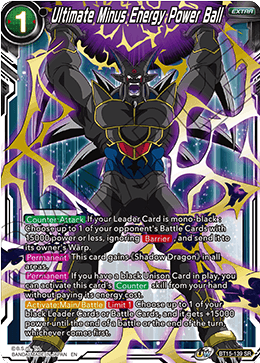 1
Ultimate Minus Energy Power Ball
EXTRA
Counter:Attack If your Leader Card is mono-black:
Choose up to 1 of your opponent's Battle Cards with
15000 power or less, ignoring Barrier, and send it to
its owner's Warp.
Permanent This card gains {Shadow Dragon} in all
areas.
Permanent If you have a black Unison Card in play, you
can activate this card's Counter skill from your hand
without paying its energy cost.
Activate:Main/Battle Limit 1 Choose up to 1 of your
black Leader Cards or Battle Cards, and it gets +15000
power until the end of a battle or the end of the turn,
whichever comes first.
BT15-139 SR